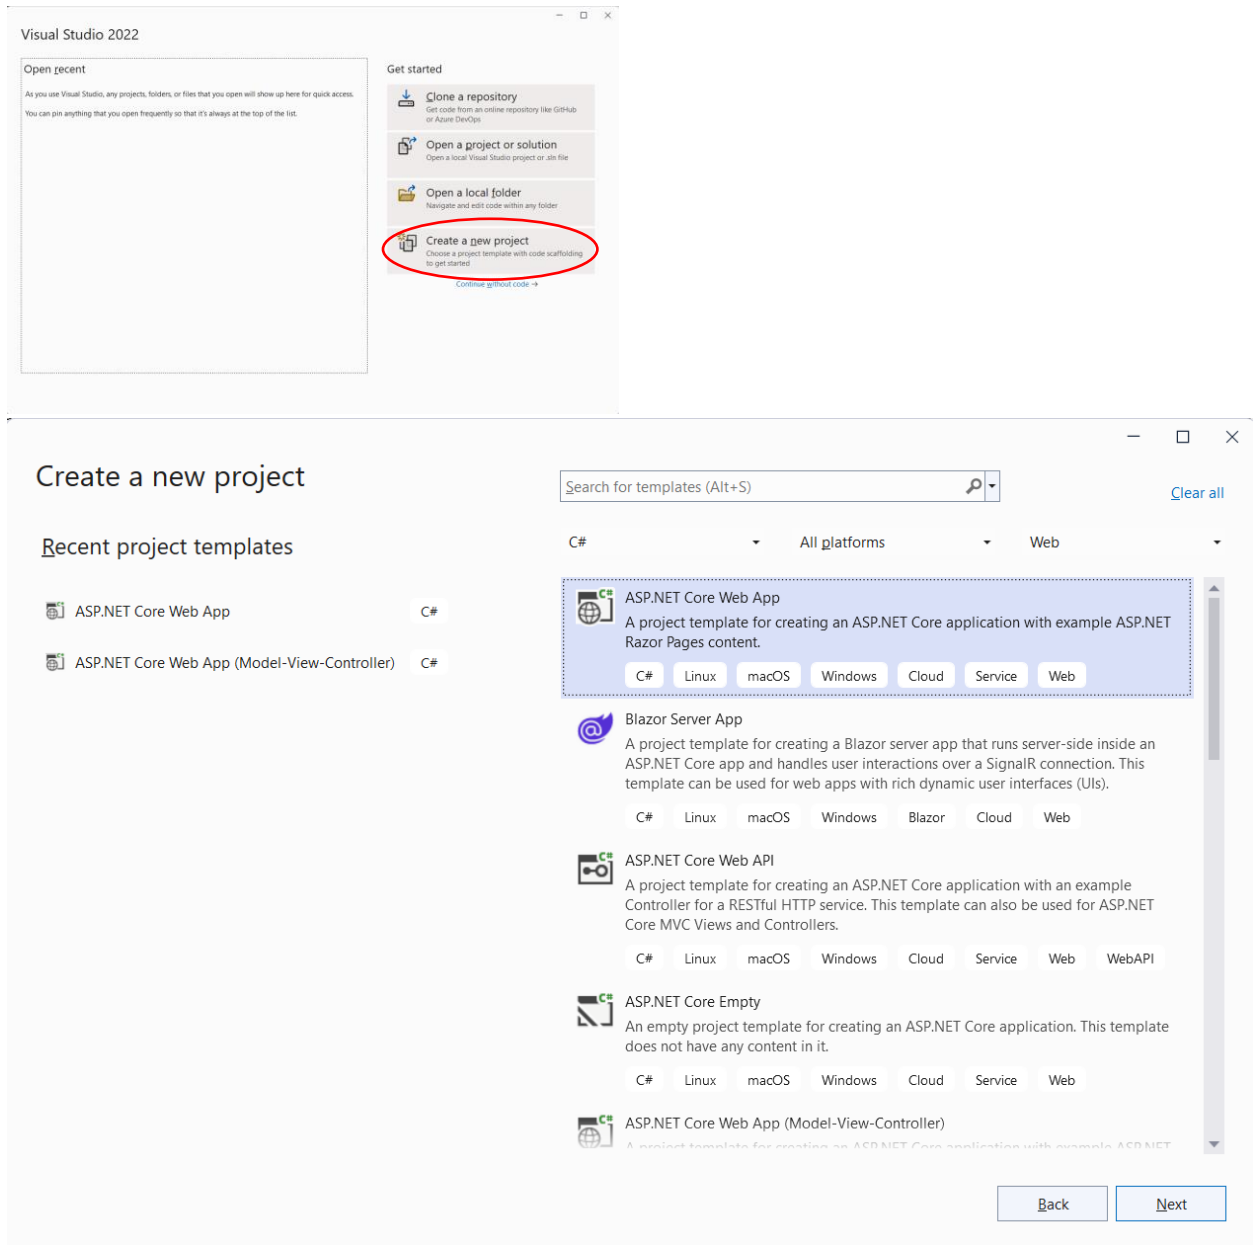 Visual Studio 2022
Open recent
As you use Visual Studio, any projects, folders, or files that you open will show up here for quick access.
You can pin anything that you open frequently so that it's always at the top of the list.
Get started
Clone a repository
Get code from an online repository like GitHub
or Azure DevOps
Open a project or solution
Open a local Visual Studio project or .sln file
Open a local folder
Navigate and edit code within any folder
Create a new project
Choose a project template with code scaffolding
to get started
Continue without code →
Create a new project
Recent project templates
ASP.NET Core Web App C#
ASP.NET Core Web App (Model-View-Controller) C#
Search for templates (Alt+S)
Clear all
C# All platforms Web
ASP.NET Core Web App
A project template for creating an ASP.NET Core application with example ASP.NET
Razor Pages content.
C# Linux macOS Windows Cloud Service Web
Blazor Server App
A project template for creating a Blazor server app that runs server-side inside an
ASP.NET Core app and handles user interactions over a SignalR connection. This
template can be used for web apps with rich dynamic user interfaces (UIs).
C# Linux macOS Windows Blazor Cloud Web
ASP.NET Core Web API
A project template for creating an ASP.NET Core application with an example
Controller for a RESTful HTTP service. This template can also be used for ASP.NET
Core MVC Views and Controllers.
C# Linux macOS Windows Cloud Service Web WebAPI
ASP.NET Core Empty
An empty project template for creating an ASP.NET Core application. This template
does not have any content in it.
C# Linux macOS Windows Cloud Service Web
ASP.NET Core Web App (Model-View-Controller)
A project template for creating an ASP.NET Core application with example ASP.NET
Back Next